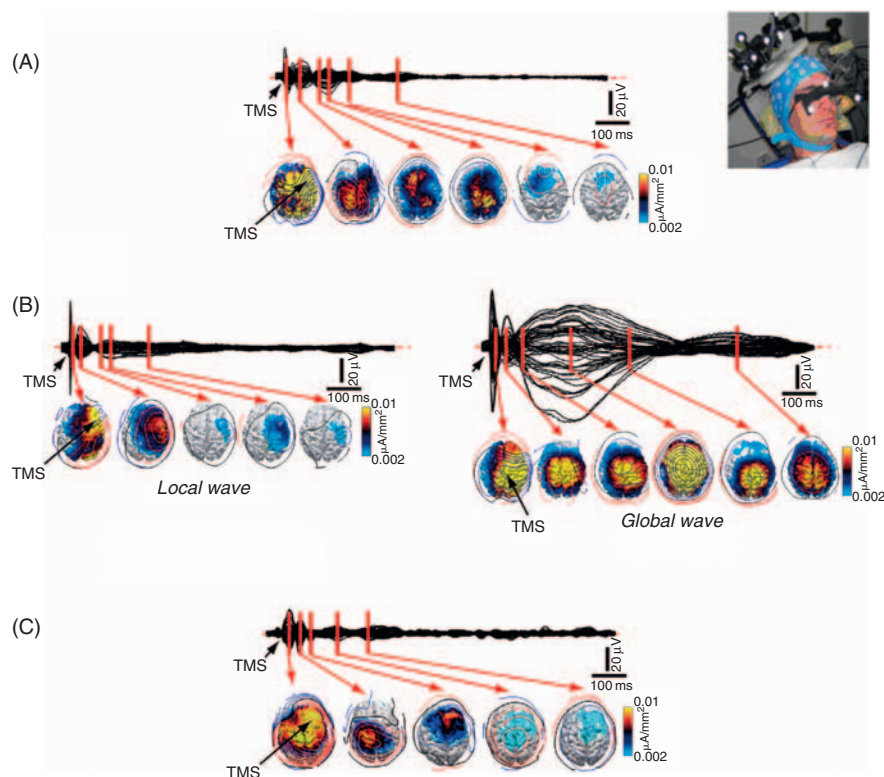 (A)
TMS
20 μV
100 ms
TMS
0.01
0.002
μA/mm²
(B)
TMS
20 μV
100 ms
TMS
0.01
0.002
μA/mm²
Local wave
TMS
20 μV
100 ms
TMS
0.01
0.002
μA/mm²
Global wave
(C)
TMS
20 μV
100 ms
TMS
0.01
0.002
μA/mm²